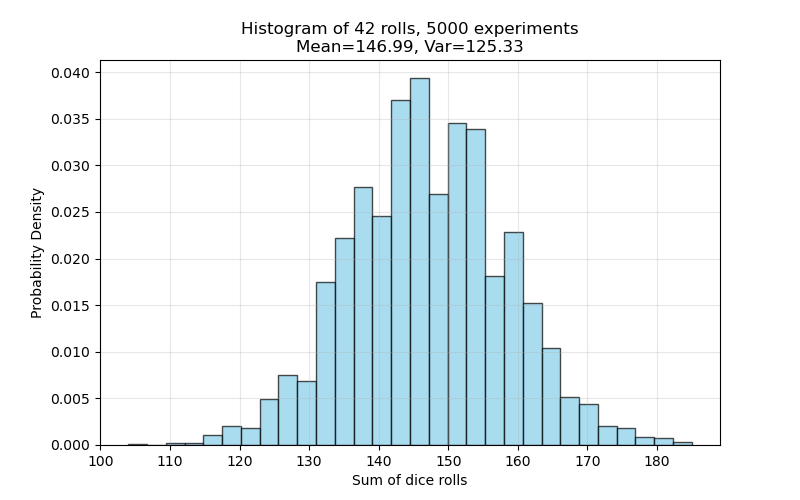 Histogram of 42 rolls, 5000 experiments
Mean=146.99, Var=125.33
0.040
0.035
0.030
0.025
0.020
0.015
0.010
0.005
0.000
Probability Density
100 110 120 130 140 150 160 170 180
Sum of dice rolls